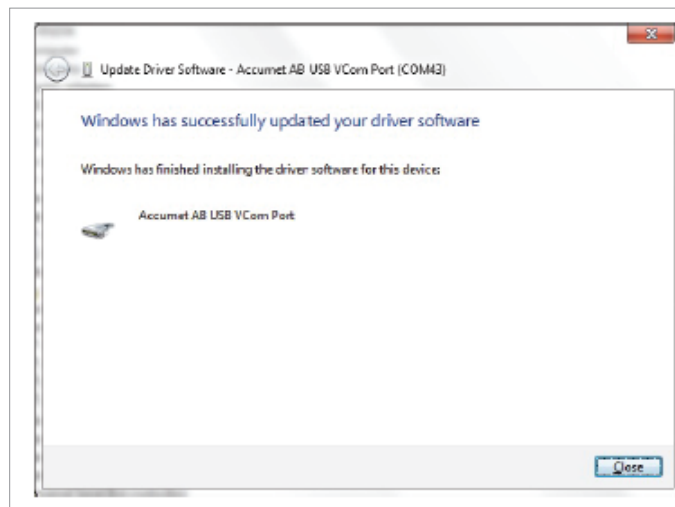 Update Driver Software - Accumet AB USB VCom Port (COM43)
Windows has successfully updated your driver software
Windows has finished installing the driver software for this device:
Accumet AB USB VCom Port
Close